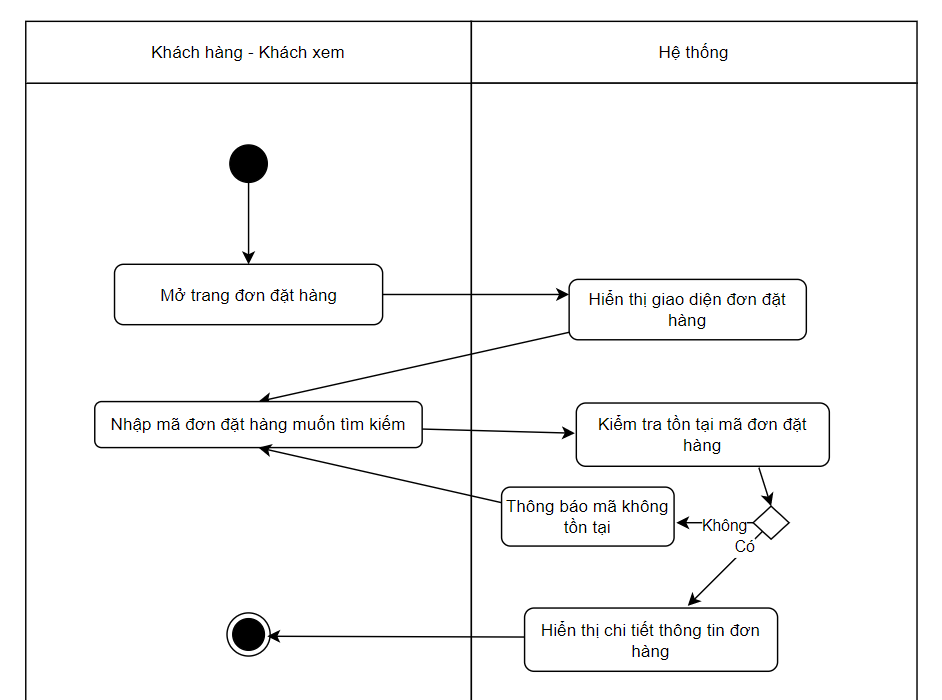 Khách hàng - Khách xem
Hệ thống
Mở trang đơn đặt hàng
Hiển thị giao diện đơn đặt
hàng
Nhập mã đơn đặt hàng muốn tìm kiếm
Kiểm tra tồn tại mã đơn đặt
hàng
Thông báo mã không
tồn tại
Không
Có
Hiển thị chi tiết thông tin đơn
hàng